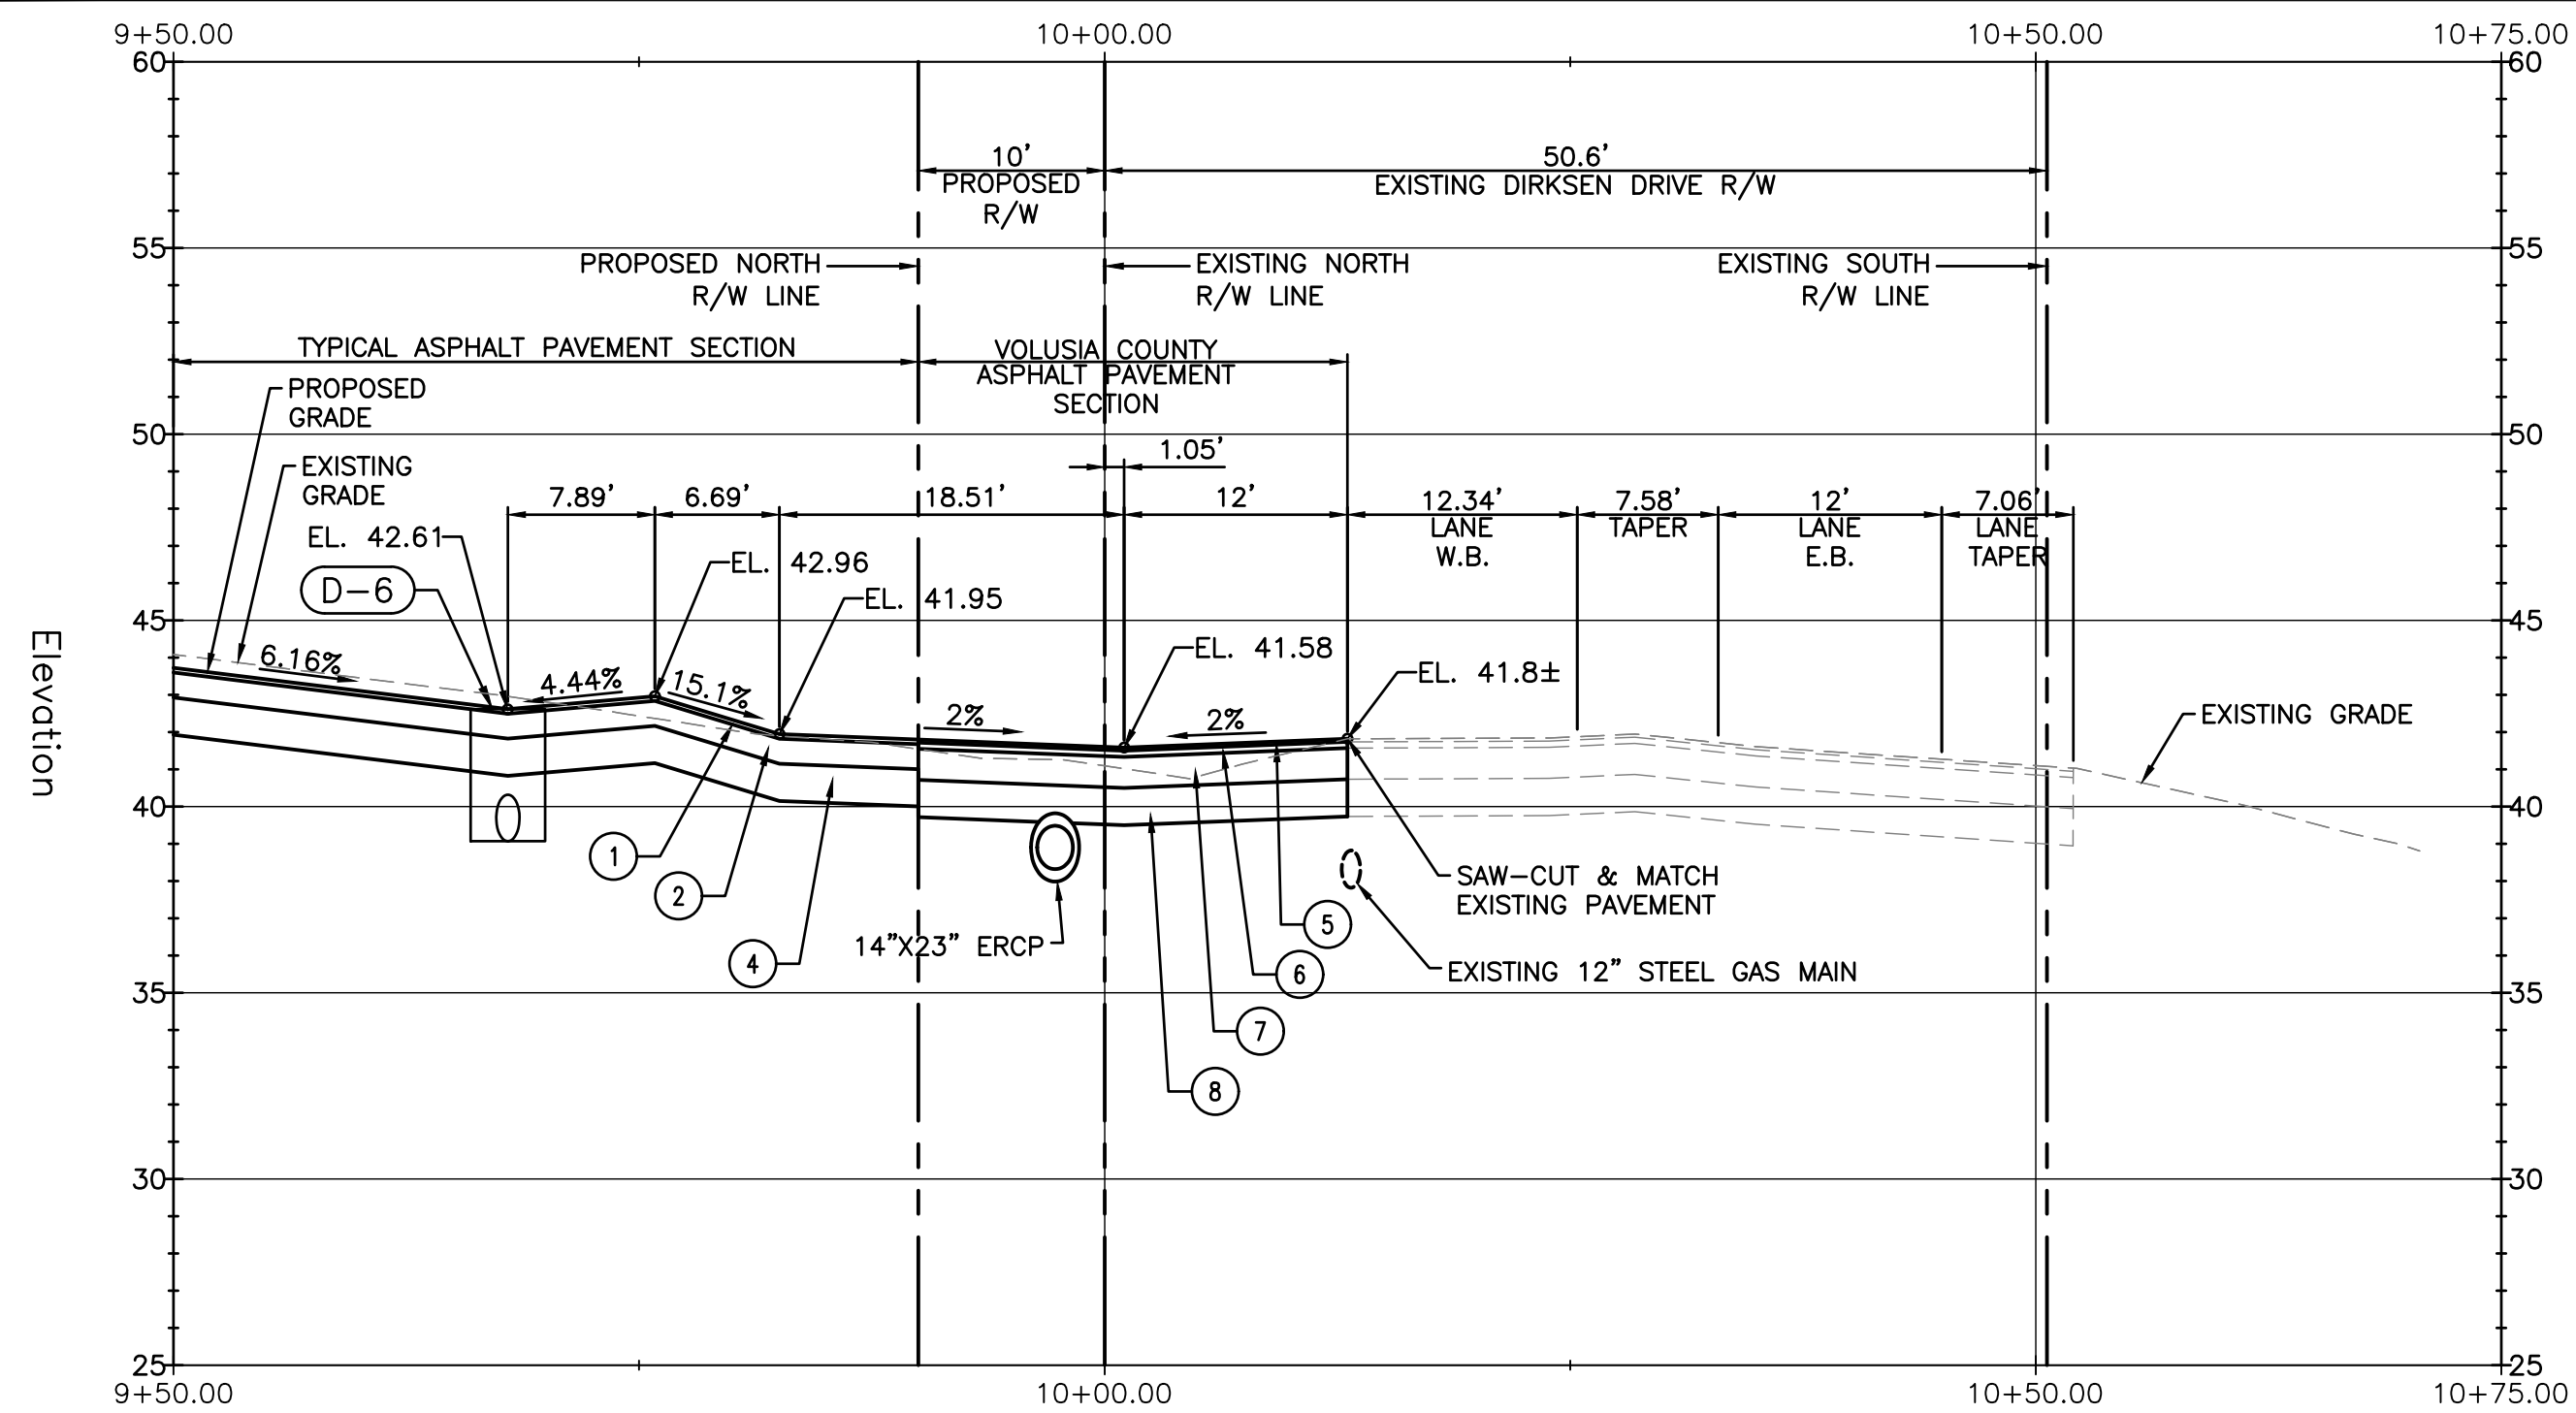 9+50.00 10+00.00 10+50.00 10+75.00
60 60
10' 50.6'
PROPOSED EXISTING DIRKSEN DRIVE R/W
R/W
55 55
PROPOSED NORTH EXISTING NORTH EXISTING SOUTH
R/W LINE R/W LINE R/W LINE
TYPICAL ASPHALT PAVEMENT SECTION VOLUSIA COUNTY
ASPHALT PAVEMENT
SECTION
PROPOSED
GRADE
50 50
1.05'
EXISTING
GRADE
7.89' 6.69' 18.51' 12' 12.34' 7.58' 12' 7.06'
LANE TAPER LANE LANE
W.B. E.B. TAPER
EL. 42.61
EL. 42.96
D-6
EL. 41.95
45 45
EL. 41.58
EL. 41.8±
6.16% 4.44% 15.1% 2% 2%
EXISTING GRADE
Elevation
40 40
1
2
SAW-CUT & MATCH
EXISTING PAVEMENT
5
14"X23" ERCP
4
6
EXISTING 12" STEEL GAS MAIN
35 35
7
8
30 30
25 25
9+50.00 10+00.00 10+50.00 10+75.00